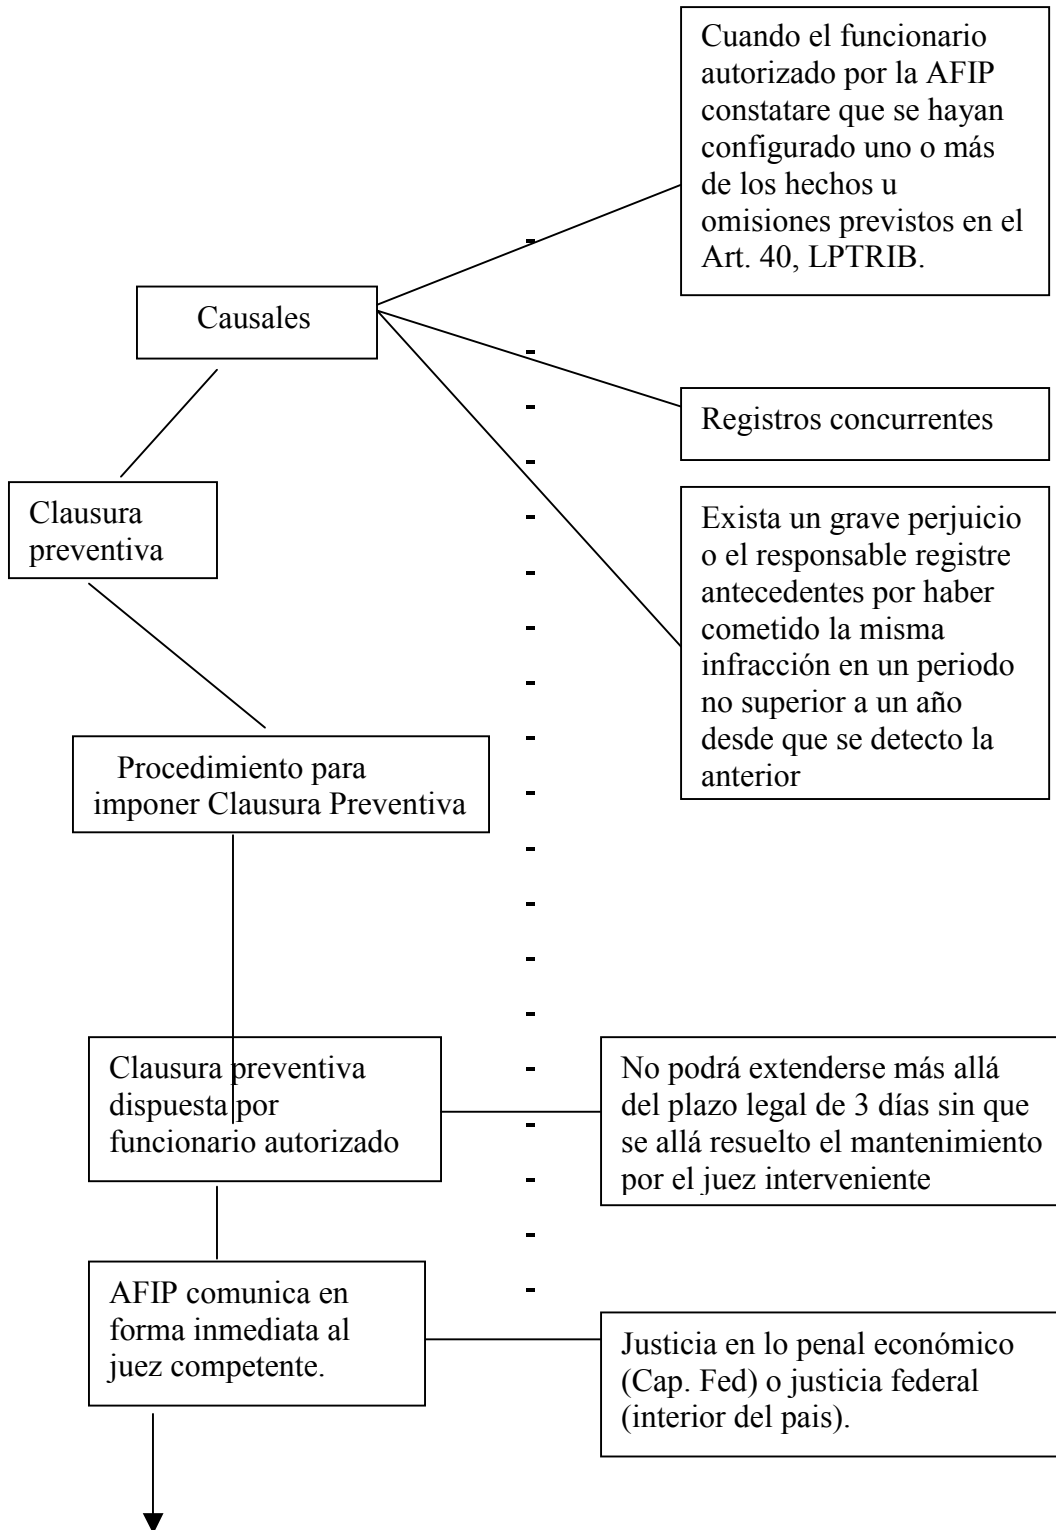 Cuando el funcionario
autorizado por la AFIP
constatare que se hayan
configurado uno o más
de los hechos u
omisiones previstos en el
Art. 40, LPTRIB.
Causales
Registros concurrentes
Clausura
preventiva
Exista un grave perjuicio
o el responsable registre
antecedentes por haber
cometido la misma
infracción en un periodo
no superior a un año
desde que se detecto la
anterior
Procedimiento para
imponer Clausura Preventiva
Clausura preventiva
dispuesta por
funcionario autorizado
No podrá extenderse más allá
del plazo legal de 3 días sin que
se allá resuelto el mantenimiento
por el juez interveniente
AFIP comunica en
forma inmediata al
juez competente.
Justicia en lo penal económico
(Cap. Fed) o justicia federal
(interior del pais).